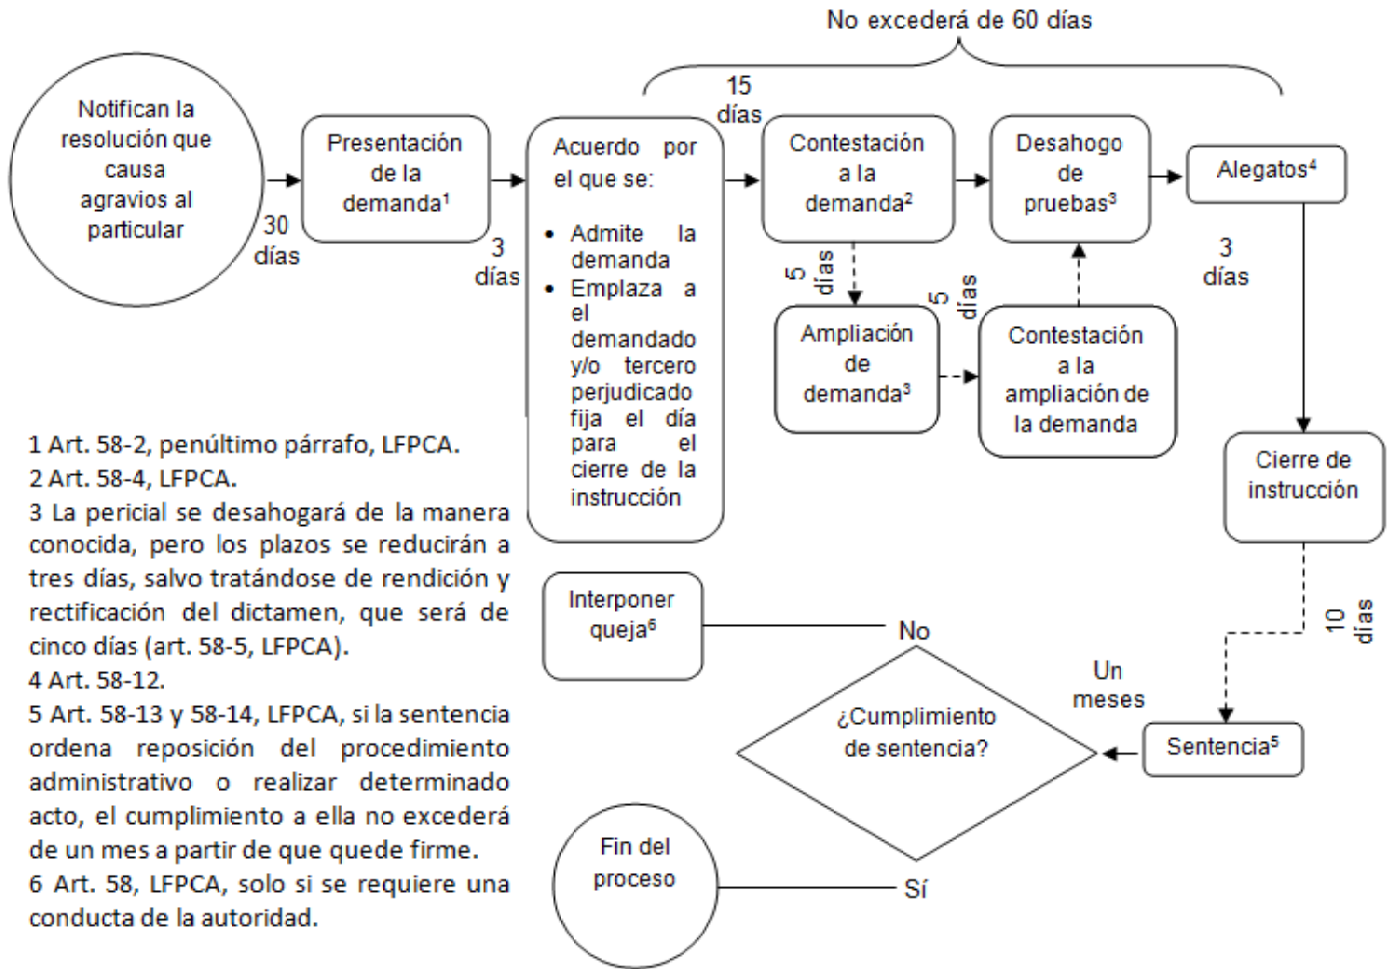 No excederá de 60 días
Notifican la
resolución que
causa
agravios al
particular
30
días
Presentación
de la
demanda¹
3
días
Acuerdo por
el que se:
• Admite la
demanda
• Emplaza a
el
demandado
y/o tercero
perjudicado
fija el día
para el
cierre de la
instrucción
15
días
Contestación
a la
demanda²
5
días
Ampliación
de
demanda³
5
días
Contestación
a la
ampliación de
la demanda
Desahogo
de
pruebas³
Alegatos⁴
3
días
Cierre de
instrucción
10
días
Sentencia⁵
Un
meses
¿Cumplimiento
de sentencia?
No
Interponer
queja⁶
Sí
Fin del
proceso
1 Art. 58-2, penúltimo párrafo, LFPCA.
2 Art. 58-4, LFPCA.
3 La pericial se desahogará de la manera
conocida, pero los plazos se reducirán a
tres días, salvo tratándose de rendición y
rectificación del dictamen, que será de
cinco días (art. 58-5, LFPCA).
4 Art. 58-12.
5 Art. 58-13 y 58-14, LFPCA, si la sentencia
ordena reposición del procedimiento
administrativo o realizar determinado
acto, el cumplimiento a ella no excederá
de un mes a partir de que quede firme.
6 Art. 58, LFPCA, solo si se requiere una
conducta de la autoridad.